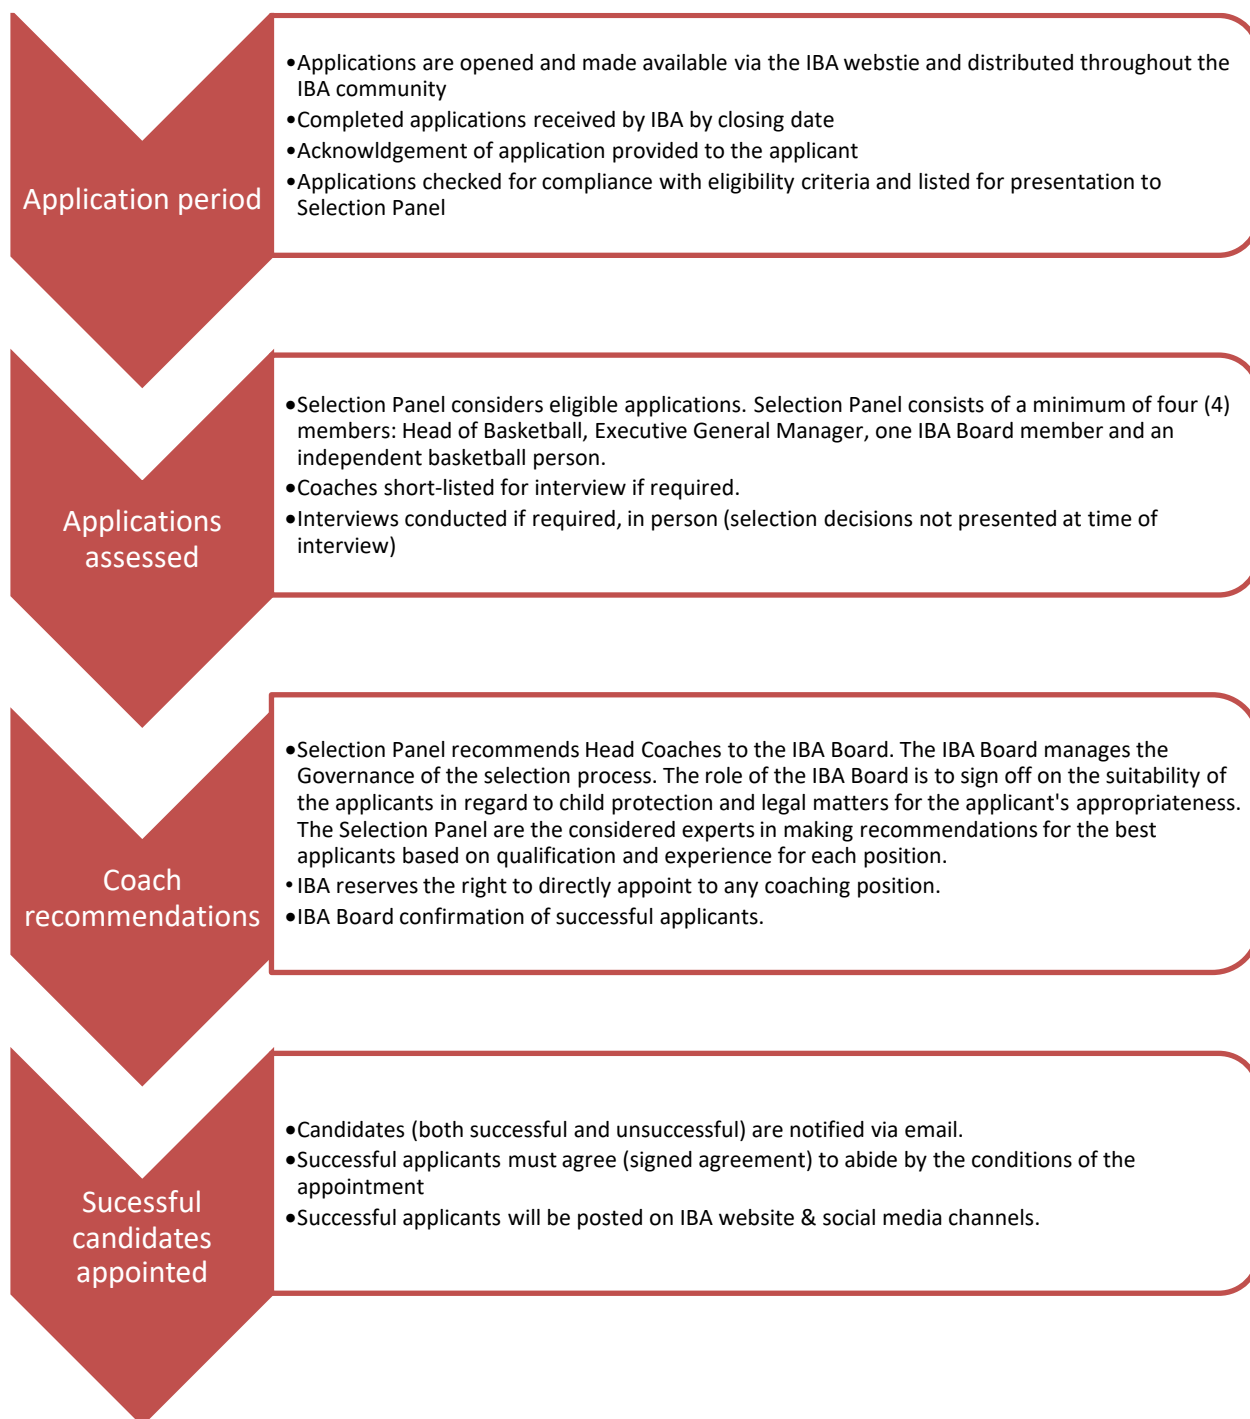 Application period
•Applications are opened and made available via the IBA webstie and distributed throughout the
IBA community
•Completed applications received by IBA by closing date
•Acknowldgement of application provided to the applicant
•Applications checked for compliance with eligibility criteria and listed for presentation to
Selection Panel
Applications
assessed
•Selection Panel considers eligible applications. Selection Panel consists of a minimum of four (4)
members: Head of Basketball, Executive General Manager, one IBA Board member and an
independent basketball person.
•Coaches short-listed for interview if required.
•Interviews conducted if required, in person (selection decisions not presented at time of
interview)
Coach
recommendations
•Selection Panel recommends Head Coaches to the IBA Board. The IBA Board manages the
Governance of the selection process. The role of the IBA Board is to sign off on the suitability of
the applicants in regard to child protection and legal matters for the applicant's appropriateness.
The Selection Panel are the considered experts in making recommendations for the best
applicants based on qualification and experience for each position.
• IBA reserves the right to directly appoint to any coaching position.
•IBA Board confirmation of successful applicants.
Sucessful
candidates
appointed
•Candidates (both successful and unsuccessful) are notified via email.
•Successful applicants must agree (signed agreement) to abide by the conditions of the
appointment
•Successful applicants will be posted on IBA website & social media channels.